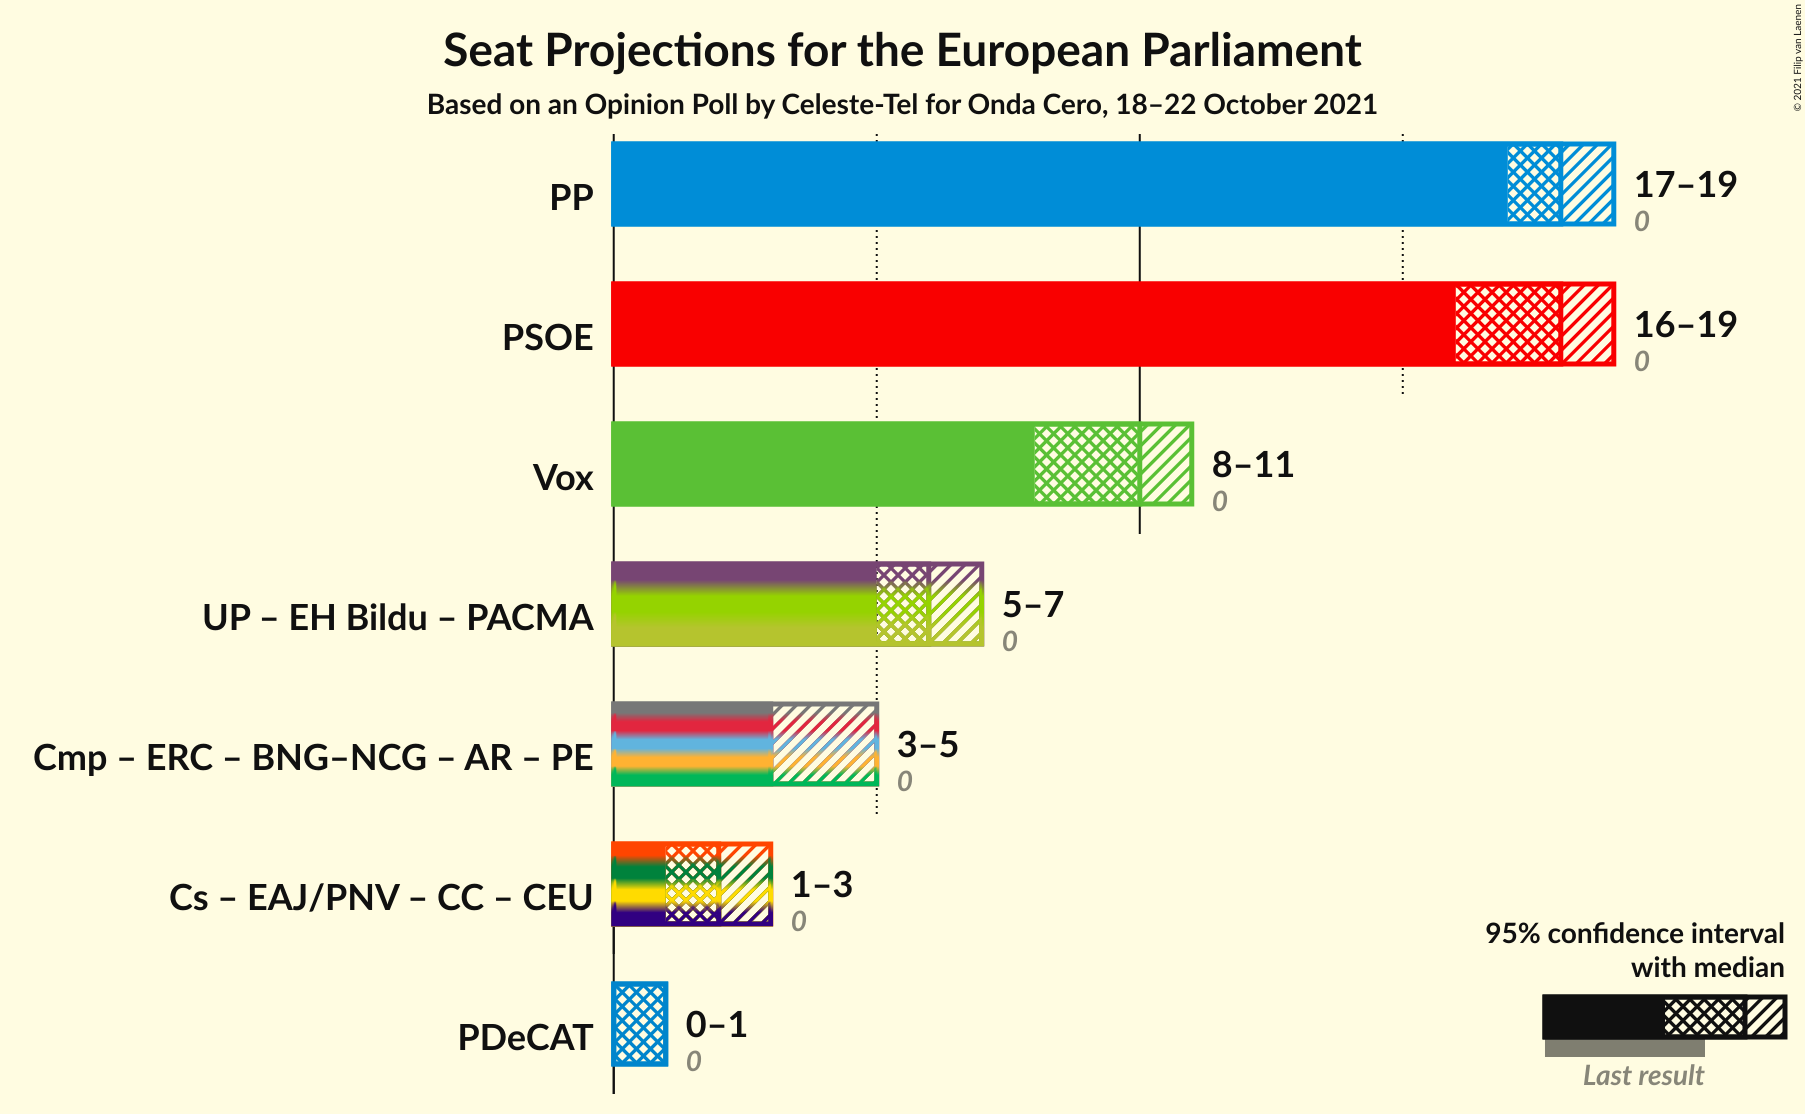 Seat Projections for the European Parliament
Based on an Opinion Poll by Celeste-Tel for Onda Cero, 18–22 October 2021
© 2021 Filip van Laenen
PP
17–19
0
PSOE
16–19
0
Vox
8–11
0
UP – EH Bildu – PACMA
5–7
0
Cmp – ERC – BNG–NCG – AR – PE
3–5
0
Cs – EAJ/PNV – CC – CEU
1–3
0
PDeCAT
0–1
0
95% confidence interval
with median
Last result